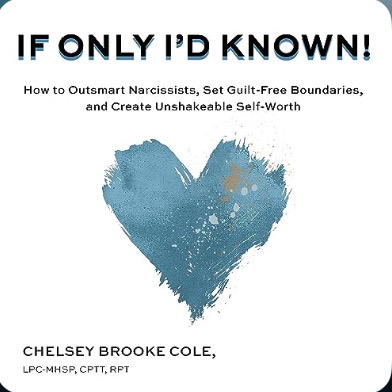 IF ONLY I'D KNOWN!
How to Outsmart Narcissists, Set Guilt-Free Boundaries,
and Create Unshakeable Self-Worth
CHELSEY BROOKE COLE,
LPC-MHSP, CPTT, RPT